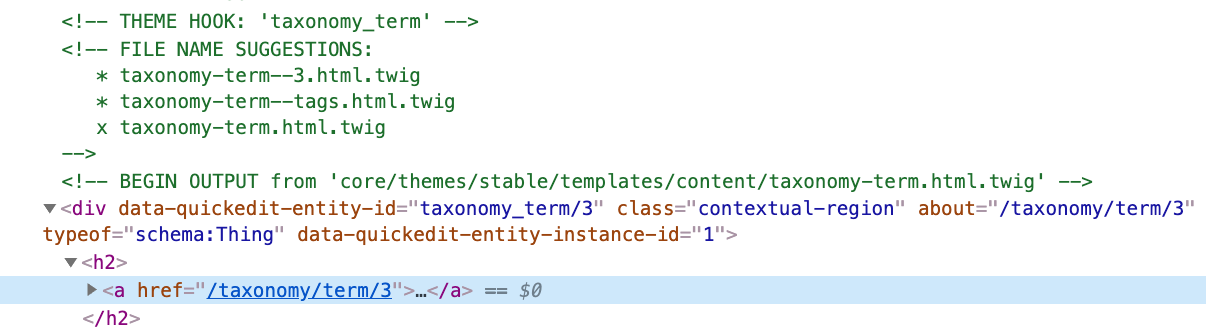 <!-- THEME HOOK: 'taxonomy_term' -->
<!-- FILE NAME SUGGESTIONS:
* taxonomy-term--3.html.twig
* taxonomy-term--tags.html.twig
x taxonomy-term.html.twig
-->
<!-- BEGIN OUTPUT from 'core/themes/stable/templates/content/taxonomy-term.html.twig' -->
▼<div data-quickedit-entity-id="taxonomy_term/3" class="contextual-region" about="/taxonomy/term/3"
typeof="schema:Thing" data-quickedit-entity-instance-id="1">
▼<h2>
▶<a href="/taxonomy/term/3">…</a> == $0
</h2>